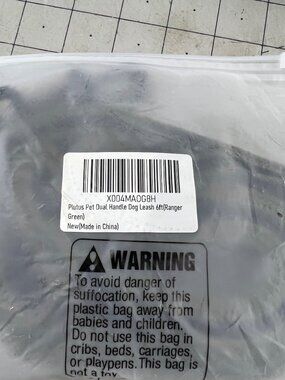 X004MAOG8H
Plutus Pet Dual Handle Dog Leash 6ft(Ranger
Green)
New(Made in China)
WARNING
To avoid danger of
suffocation, keep this
plastic bag away from
babies and children.
Do not use this bag in
cribs, beds, carriages,
or playpens. This bag is
not a toy